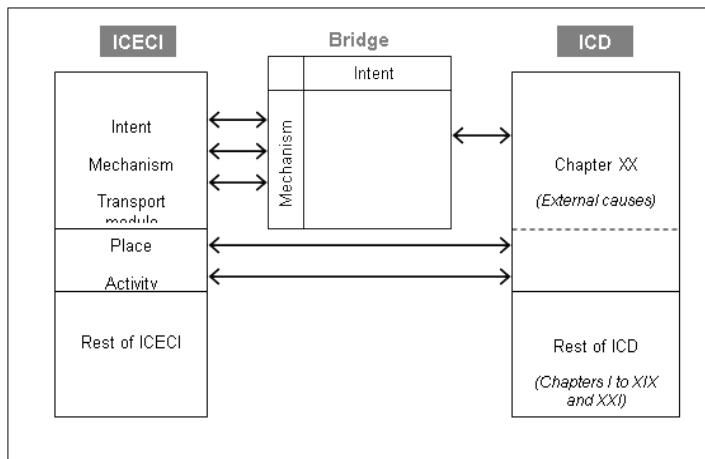 ICECI
Bridge
ICD
Intent
Mechanism
Intent
Mechanism
Transport
module
Place
Activity
Rest of ICECI
Chapter XX
(External causes)
Rest of ICD
(Chapters I to XIX
and XXI)